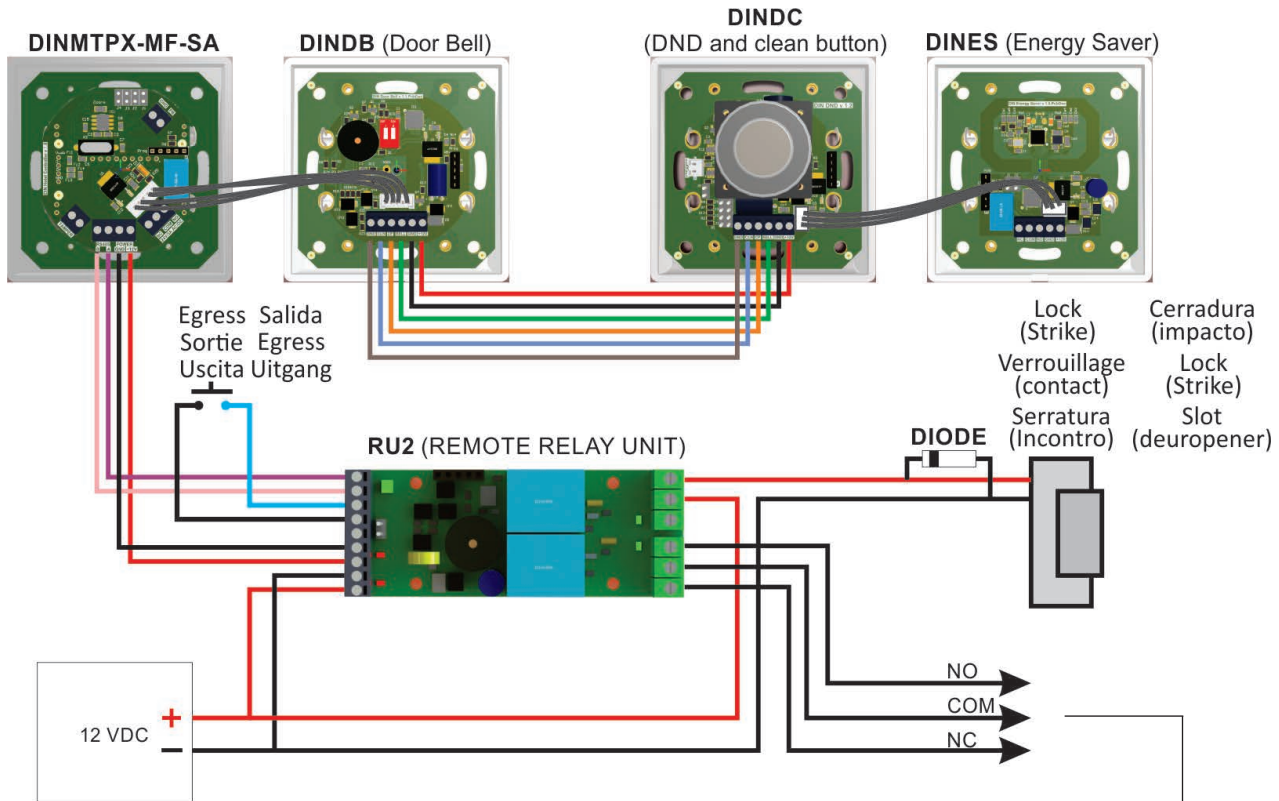 DINMTPX-MF-SA
DINDB (Door Bell)
DINDC
(DND and clean button)
DINES (Energy Saver)
Egress Salida
Sortie Egress
Uscita Uitgang
Lock
(Strike)
Verrouillage
(contact)
Serratura
(Incontro)
Cerradura
(impacto)
Lock
(Strike)
Slot
(deuropener)
DIODE
RU2 (REMOTE RELAY UNIT)
12 VDC
+
−
NO
COM
NC